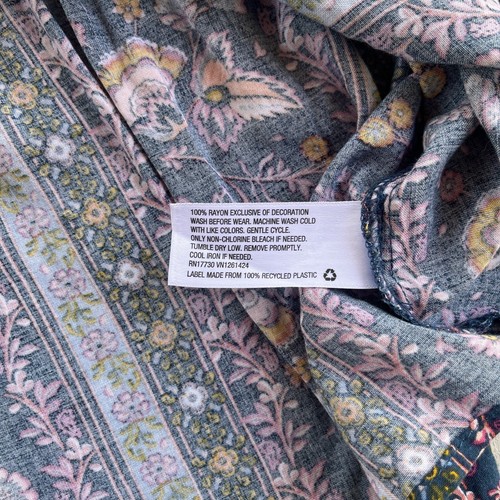 100% RAYON EXCLUSIVE OF DECORATION
WASH BEFORE WEAR. MACHINE WASH COLD
WITH LIKE COLORS. GENTLE CYCLE.
ONLY NON-CHLORINE BLEACH IF NEEDED.
TUMBLE DRY LOW. REMOVE PROMPTLY.
COOL IRON IF NEEDED.
RN17730 VN1261424
LABEL MADE FROM 100% RECYCLED PLASTIC